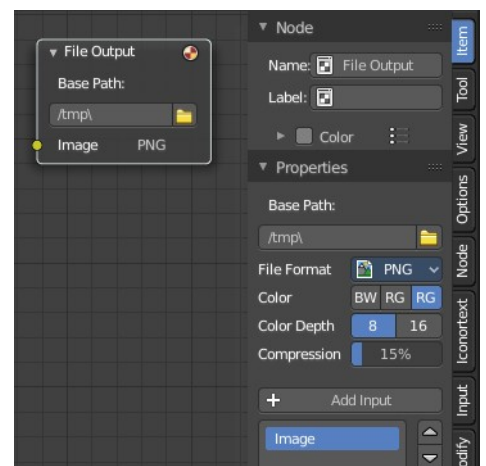 File Output
Base Path:
/tmp\
Image PNG
Node
Name: File Output
Label:
Color
Properties
Base Path:
/tmp\
File Format PNG
Color BW RG RG
Color Depth 8 16
Compression 15%
Add Input
Image
Item
Tool
View
Options
Node
Iconortext
Input
odify